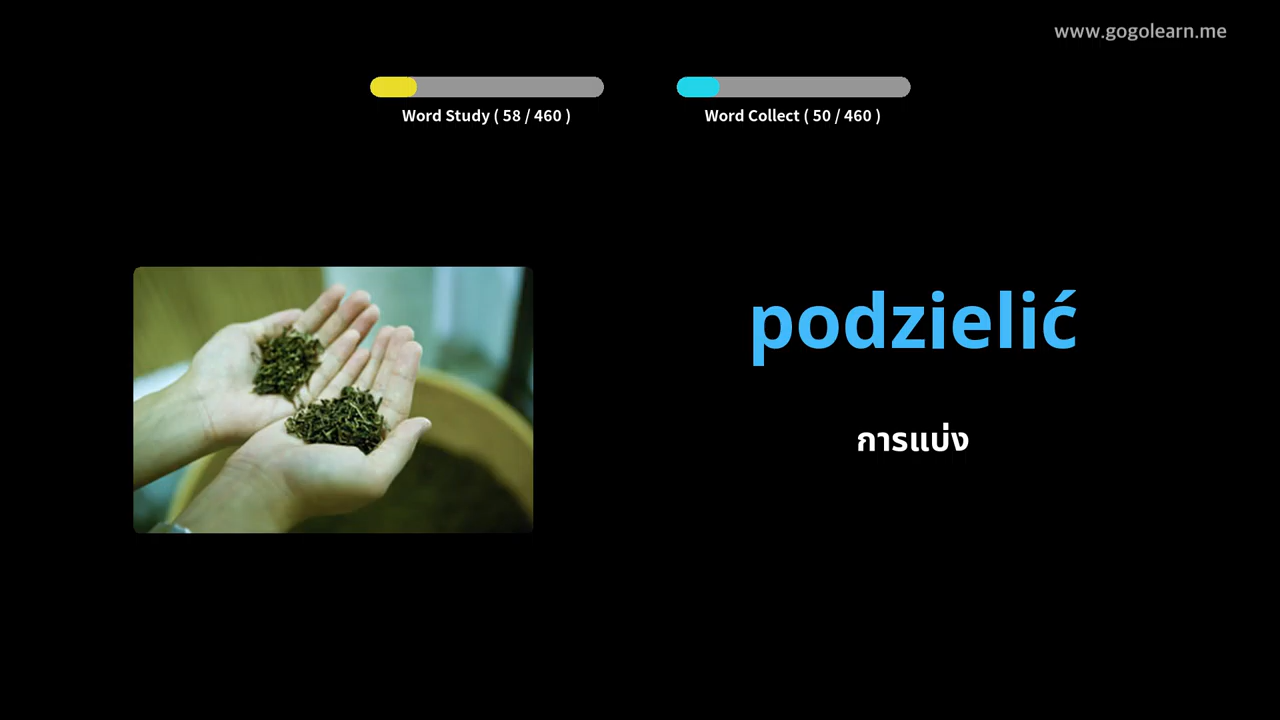 www.gogolearn.me
Word Study ( 58 / 460 )
Word Collect ( 50 / 460 )
podzielić
การแบ่ง